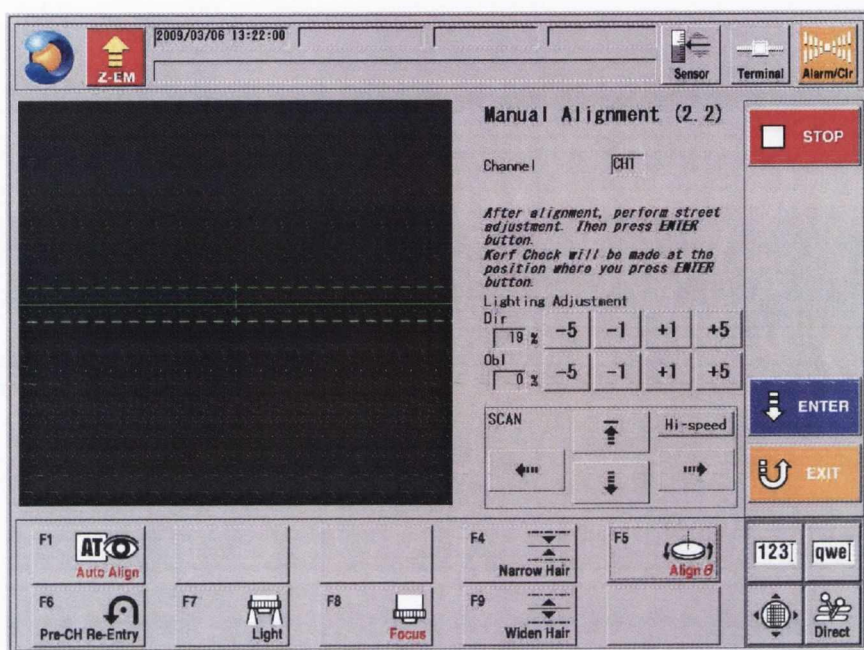 2009/03/06 13:22:00
Z-EM
Sensor
Terminal
Alarm/Clr
Manual Alignment (2.2)
STOP
Channel CH1
After alignment, perform street
adjustment. Then press ENTER
button.
Kerf Check will be made at the
position where you press ENTER
button.
Lighting Adjustment
Dir
19 % -5 -1 +1 +5
Obl
0 % -5 -1 +1 +5
ENTER
SCAN
Hi-speed
EXIT
F1 AT
Auto Align
F4
Narrow Hair
F5
Align θ
123
qwe
F6
Pre-CH Re-Entry
F7
Light
F8
Focus
F9
Widen Hair
Direct